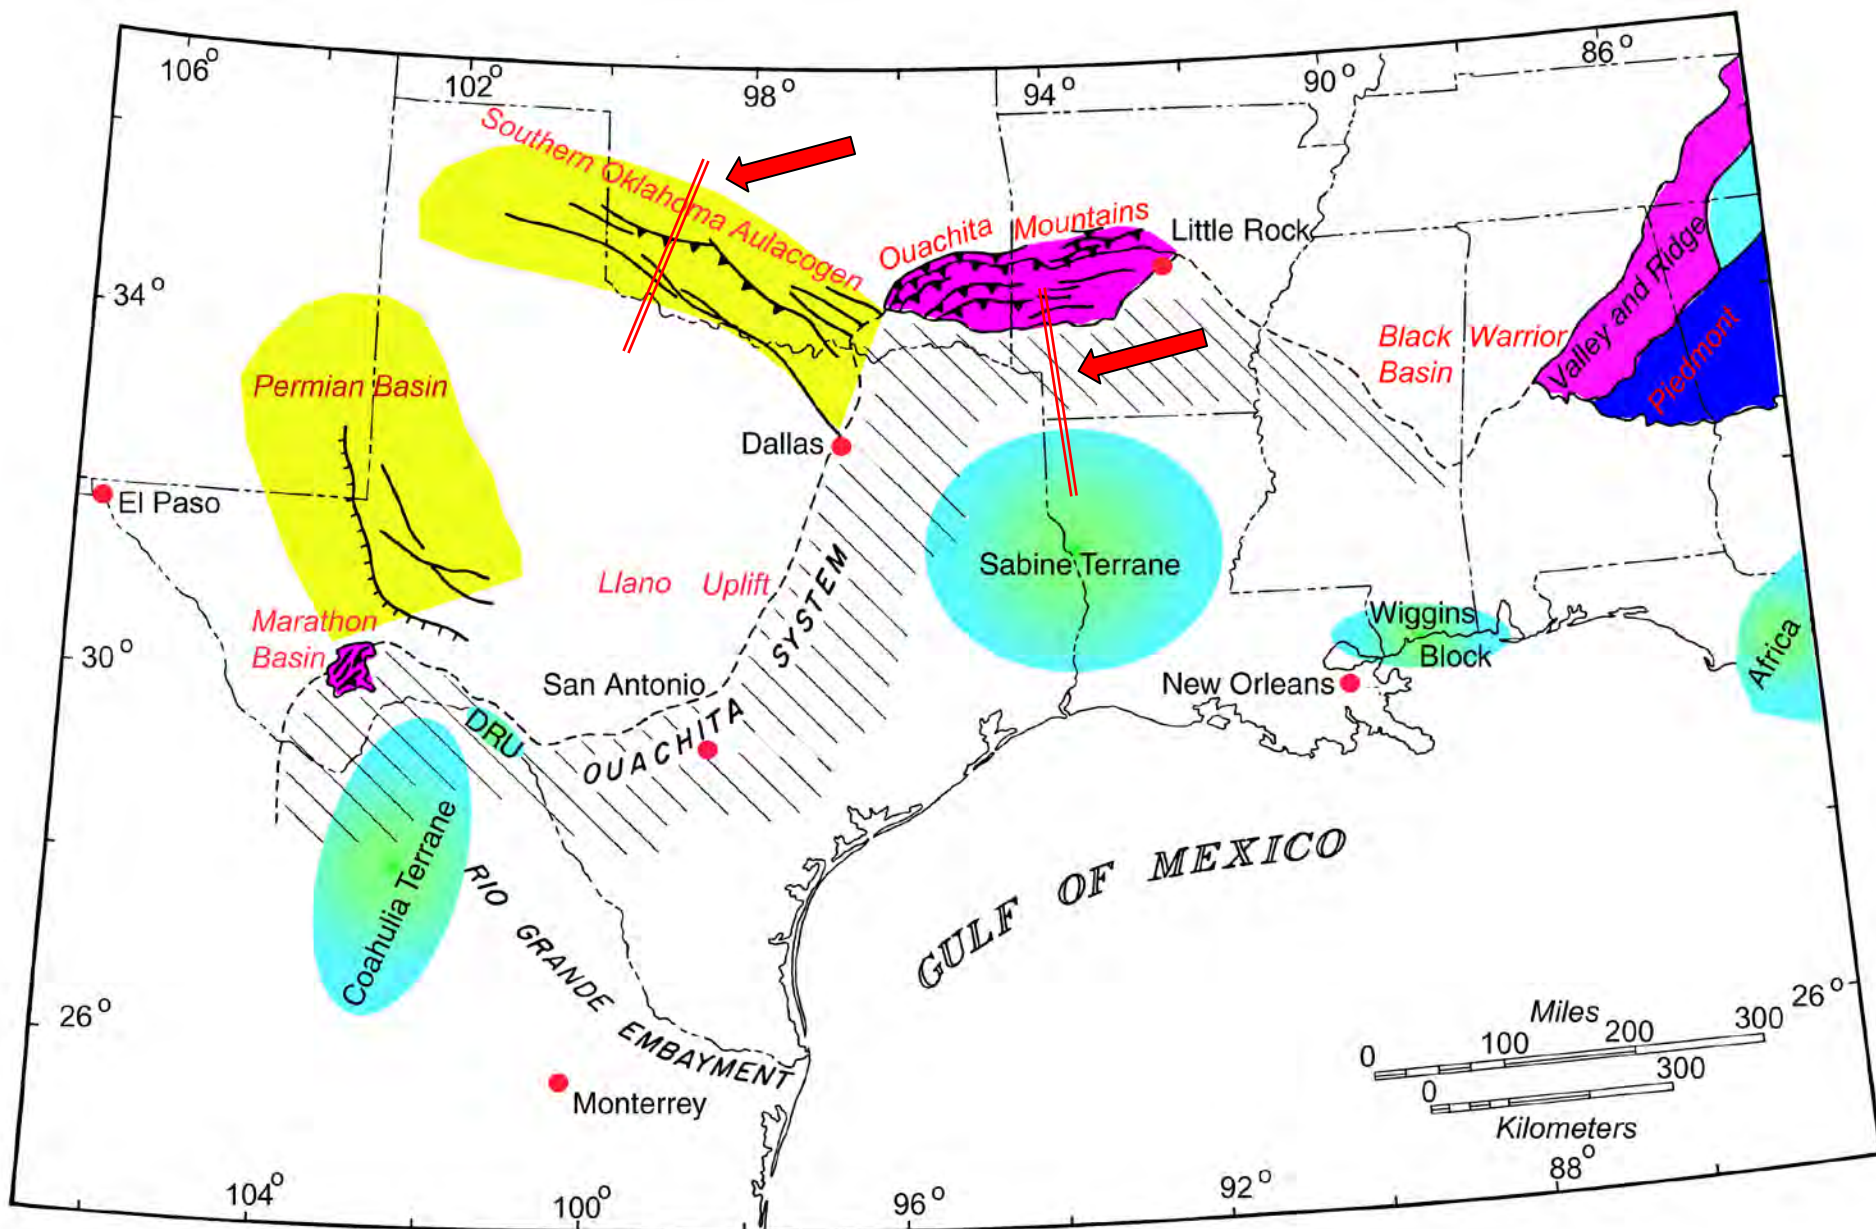 106°
102°
98°
94°
90°
86°
Southern Oklahoma Aulacogen
Ouachita Mountains
Little Rock
34°
Valley and Ridge
Piedmont
Black Warrior
Basin
Permian Basin
Dallas
El Paso
Sabine Terrane
Llano Uplift
Wiggins
Block
Africa
Marathon
Basin
30°
San Antonio
New Orleans
DRU
OUACHITA SYSTEM
Coahulia Terrane
RIO GRANDE EMBAYMENT
GULF OF MEXICO
26°
26°
Miles
0 100 200 300
0 300
Kilometers
Monterrey
104°
100°
96°
92°
88°